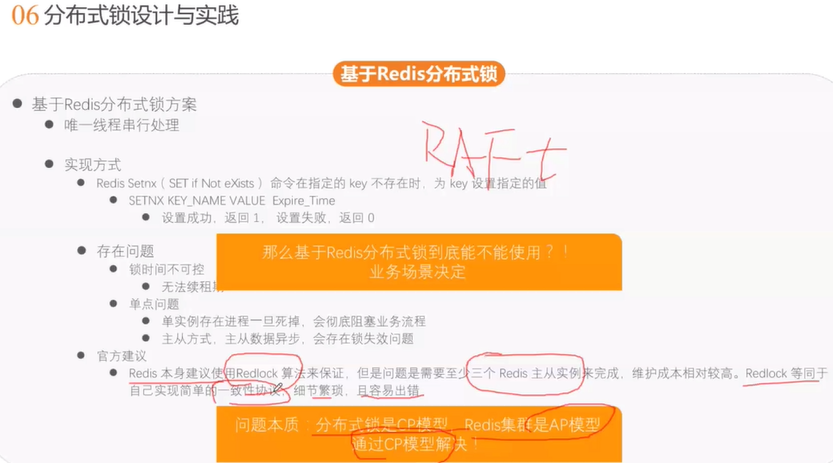 06 分布式锁设计与实践
基于Redis分布式锁
基于Redis分布式锁方案
唯一线程串行处理
RAFt
实现方式
Redis Setnx（SET if Not eXists）命令在指定的 key 不存在时，为 key 设置指定的值
SETNX KEY_NAME VALUE Expire_Time
设置成功，返回 1， 设置失败，返回 0
存在问题
那么基于Redis分布式锁到底能不能使用？！
业务场景决定
锁时间不可控
无法续租期
单点问题
单实例存在进程一旦死掉，会彻底阻塞业务流程
主从方式，主从数据异步，会存在锁失效问题
官方建议
Redis 本身建议使用Redlock 算法来保证，但是问题是需要至少三个 Redis 主从实例来完成，维护成本相对较高。Redlock 等同于
自己实现简单的一致性协议，细节繁琐，且容易出错
问题本质：分布式锁是CP模型，Redis集群是AP模型
通过CP模型解决！